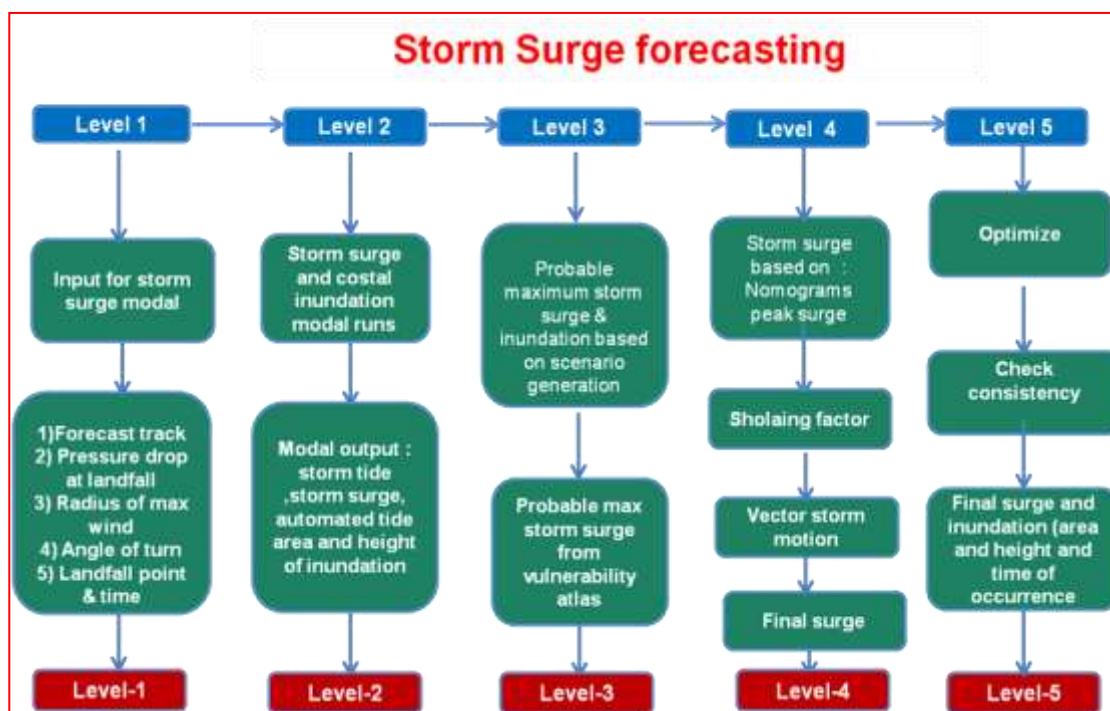 Storm Surge forecasting
Level 1
Level 2
Level 3
Level 4
Level 5
Input for storm
surge modal
1)Forecast track
2) Pressure drop
at landfall
3) Radius of max
wind
4) Angle of turn
5) Landfall point
& time
Level-1
Storm surge
and costal
inundation
modal runs
Modal output :
storm tide
,storm surge,
automated tide
area and height
of inundation
Level-2
Probable
maximum storm
surge &
inundation based
on scenario
generation
Probable max
storm surge
from
vulnerability
atlas
Level-3
Storm surge
based on :
Nomograms
peak surge
Sholaing factor
Vector storm
motion
Final surge
Level-4
Optimize
Check
consistency
Final surge and
inundation (area
and height and
time of
occurrence
Level-5